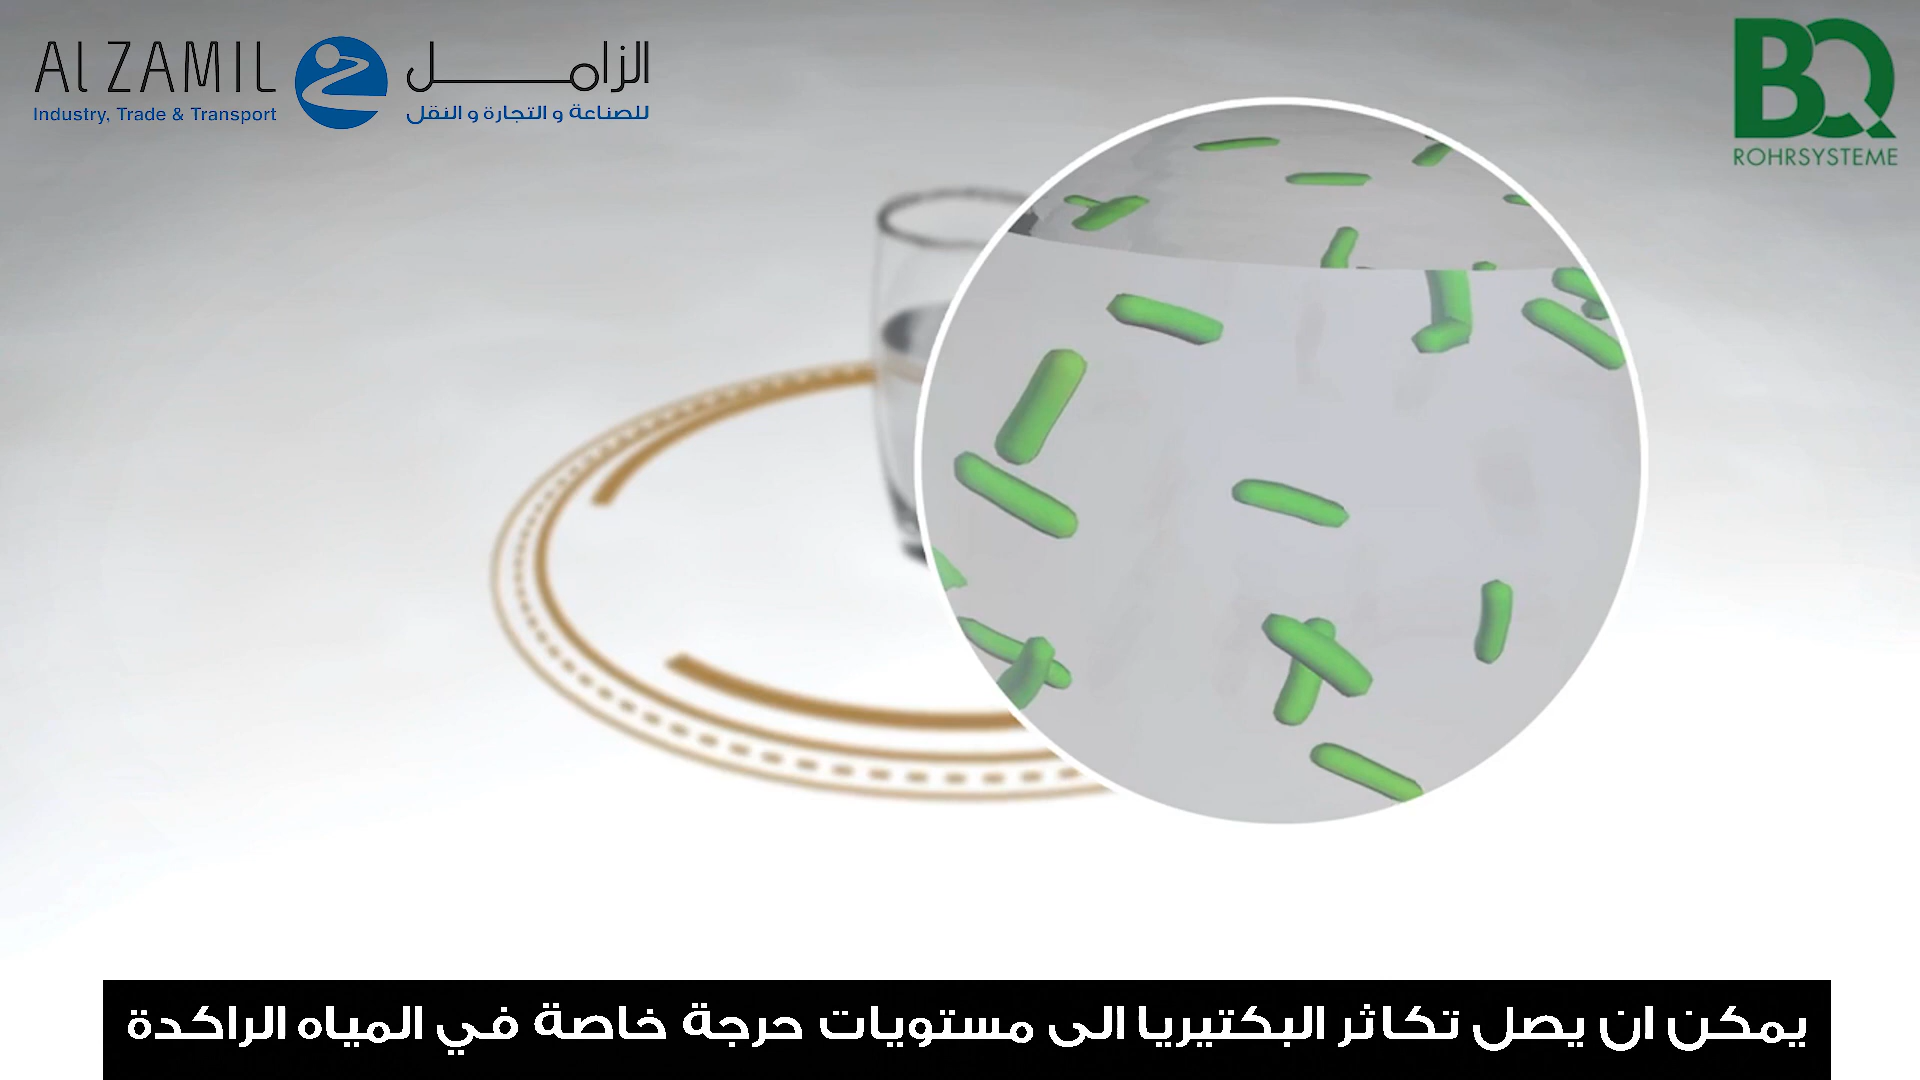 AL ZAMIL
Industry, Trade & Transport
الزامل
للصناعة و التجارة و النقل
BQ
ROHRSYSTEME
يمكن ان يصل تكاثر البكتيريا الى مستويات حرجة خاصة في المياه الراكدة